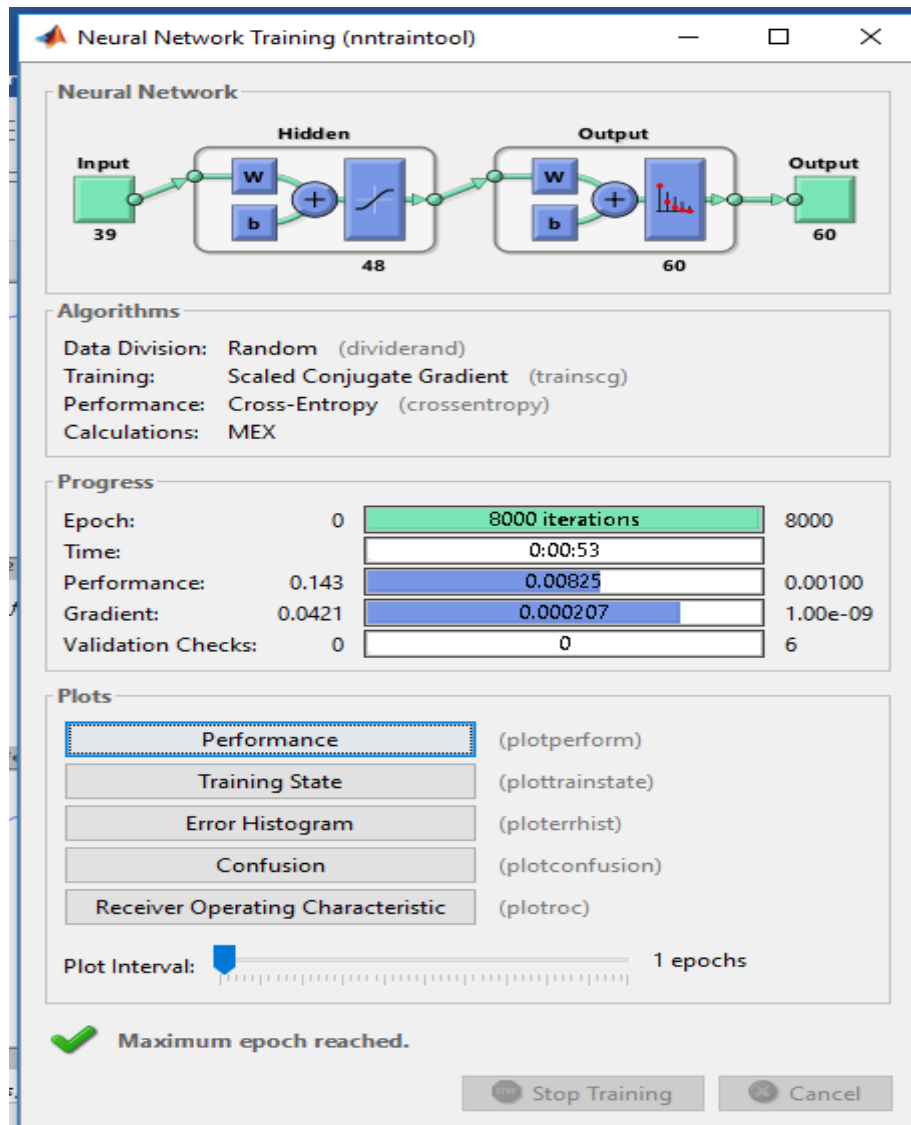 Neural Network Training (nntraintool)
Neural Network
Hidden
Output
Input
Output
W
b
+
W
b
+
39
48
60
60
Algorithms
Data Division: Random (dividerand)
Training: Scaled Conjugate Gradient (trainscg)
Performance: Cross-Entropy (crossentropy)
Calculations: MEX
Progress
Epoch: 0 8000 iterations 8000
Time: 0:00:53
Performance: 0.143 0.00825 0.00100
Gradient: 0.0421 0.000207 1.00e-09
Validation Checks: 0 0 6
Plots
Performance (plotperform)
Training State (plottrainstate)
Error Histogram (ploterrhist)
Confusion (plotconfusion)
Receiver Operating Characteristic (plotroc)
Plot Interval: 1 epochs
Maximum epoch reached.
STOP Stop Training Cancel